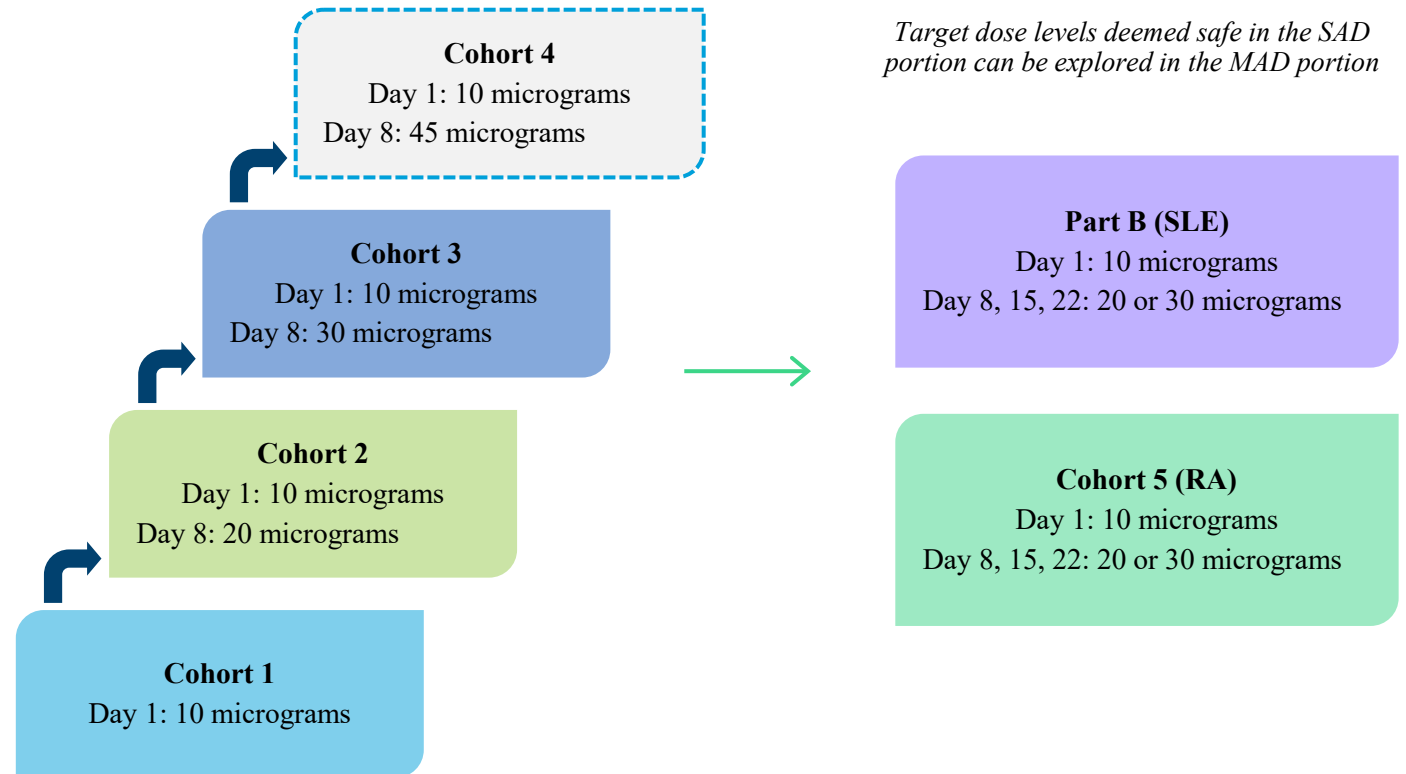 Cohort 4
Day 1: 10 micrograms
Day 8: 45 micrograms
Cohort 3
Day 1: 10 micrograms
Day 8: 30 micrograms
Cohort 2
Day 1: 10 micrograms
Day 8: 20 micrograms
Cohort 1
Day 1: 10 micrograms
Target dose levels deemed safe in the SAD
portion can be explored in the MAD portion
Part B (SLE)
Day 1: 10 micrograms
Day 8, 15, 22: 20 or 30 micrograms
Cohort 5 (RA)
Day 1: 10 micrograms
Day 8, 15, 22: 20 or 30 micrograms